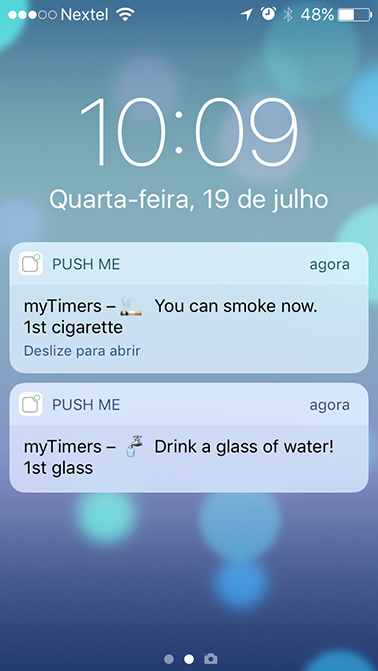 Nextel 48%
10:09
Quarta-feira, 19 de julho
PUSH ME agora
myTimers – You can smoke now.
1st cigarette
Deslize para abrir
PUSH ME agora
myTimers – Drink a glass of water!
1st glass